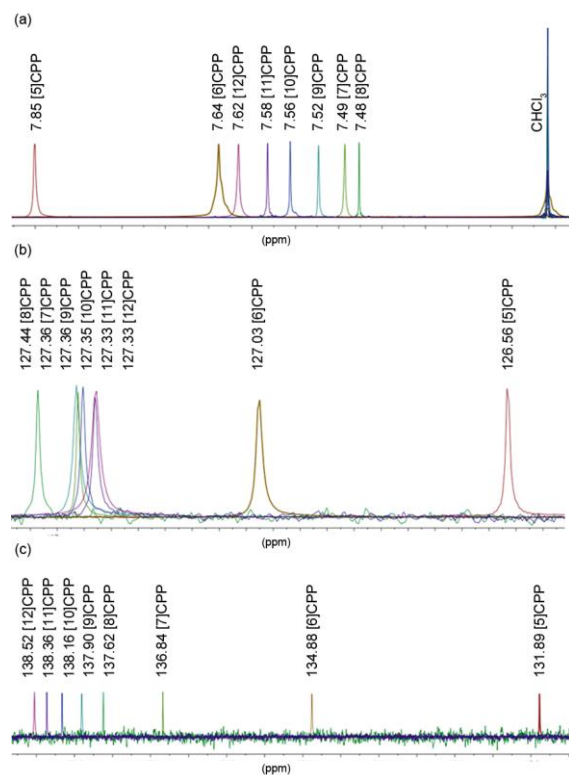 (a)
7.85 [5]CPP
7.64 [6]CPP
7.62 [12]CPP
7.58 [11]CPP
7.56 [10]CPP
7.52 [9]CPP
7.49 [7]CPP
7.48 [8]CPP
CHCl₃
(ppm)
(b)
127.44 [8]CPP
127.36 [7]CPP
127.36 [9]CPP
127.35 [10]CPP
127.33 [11]CPP
127.33 [12]CPP
127.03 [6]CPP
126.56 [5]CPP
(ppm)
(c)
138.52 [12]CPP
138.36 [11]CPP
138.16 [10]CPP
137.90 [9]CPP
137.62 [8]CPP
136.84 [7]CPP
134.88 [6]CPP
131.89 [5]CPP
(ppm)